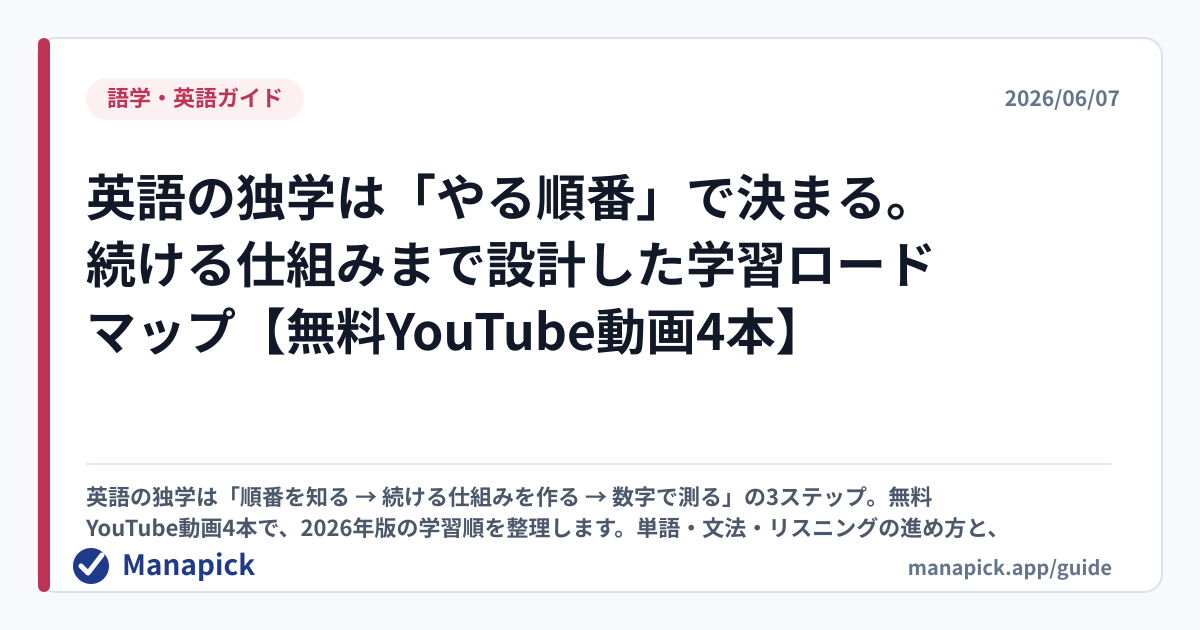 語学・英語ガイド
2026/06/07
英語の独学は「やる順番」で決まる。
続ける仕組みまで設計した学習ロード
マップ【無料YouTube動画4本】
英語の独学は「順番を知る → 続ける仕組みを作る → 数字で測る」の3ステップ。無料
YouTube動画4本で、2026年版の学習順を整理します。単語・文法・リスニングの進め方と、
Manapick
manapick.app/guide